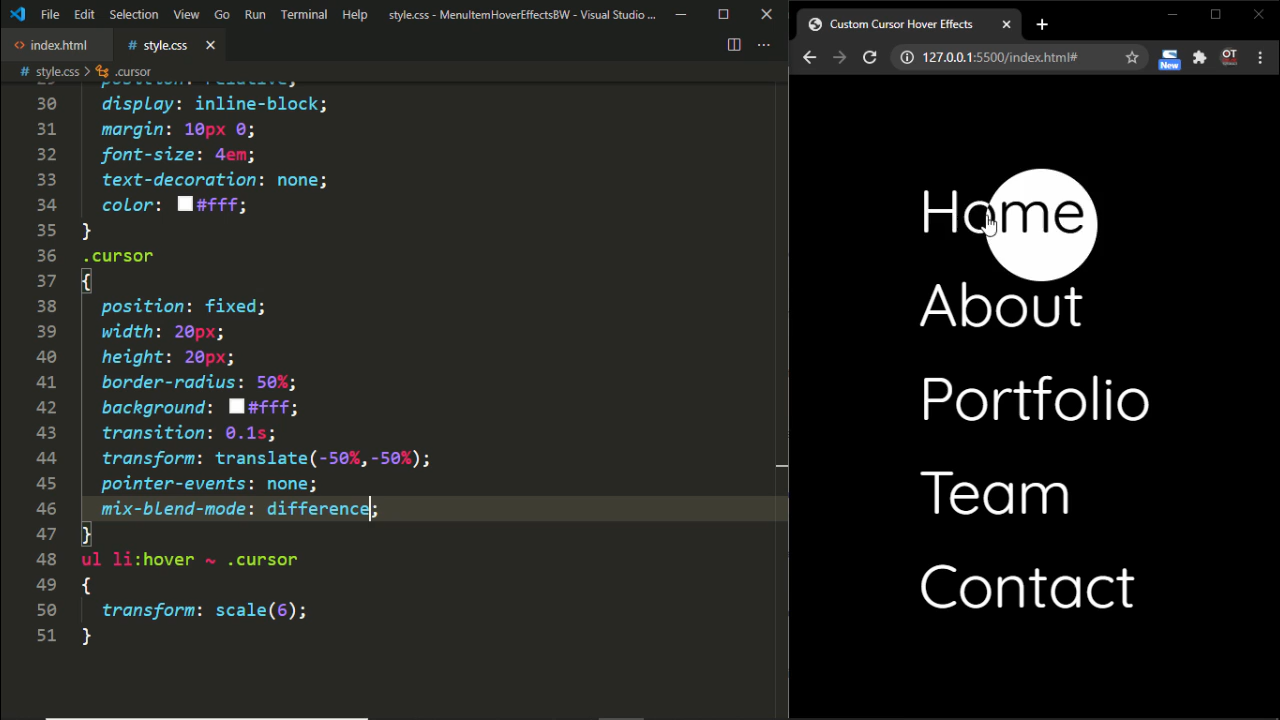 File Edit Selection View Go Run Terminal Help style.css - MenuItemHoverEffectsBW - Visual Studio ...
index.html style.css
# style.css > .cursor
position: relative;
30 display: inline-block;
31 margin: 10px 0;
32 font-size: 4em;
33 text-decoration: none;
34 color: #fff;
35 }
36 .cursor
37 {
38 position: fixed;
39 width: 20px;
40 height: 20px;
41 border-radius: 50%;
42 background: #fff;
43 transition: 0.1s;
44 transform: translate(-50%,-50%);
45 pointer-events: none;
46 mix-blend-mode: difference;
47 }
48 ul li:hover ~ .cursor
49 {
50 transform: scale(6);
51 }
Custom Cursor Hover Effects
127.0.0.1:5500/index.html#
New
OT
Home
About
Portfolio
Team
Contact